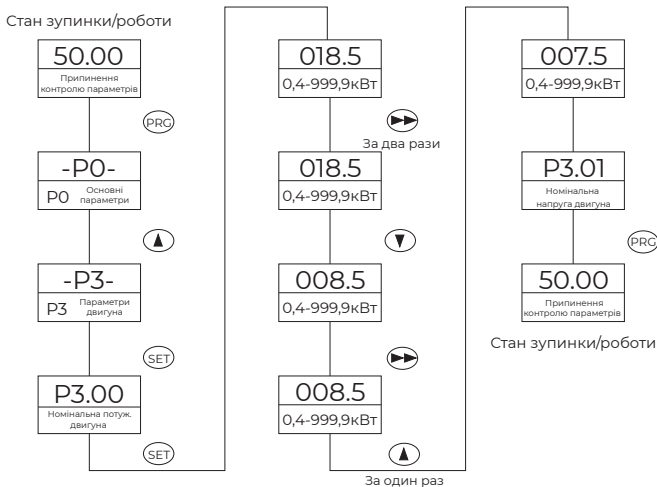 Стан зупинки/роботи
50.00
Припинення
контролю параметрів
PRG
-P0-
P0 Основні
параметри
-P3-
P3 Параметри
двигуна
SET
P3.00
Номінальна потуж.
двигуна
SET
018.5
0,4-999,9кВт
За два рази
018.5
0,4-999,9кВт
008.5
0,4-999,9кВт
008.5
0,4-999,9кВт
За один раз
007.5
0,4-999,9кВт
P3.01
Номінальна
напруга двигуна
PRG
50.00
Припинення
контролю параметрів
Стан зупинки/роботи